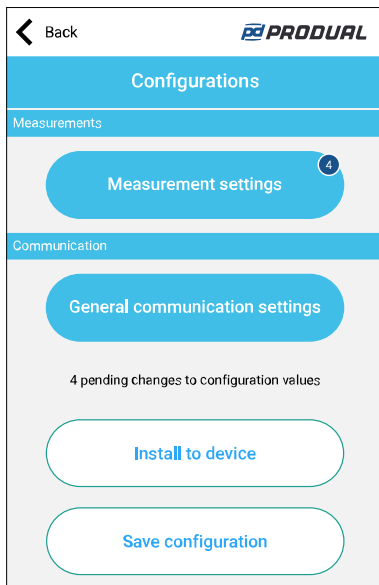 Back
pd PRODUAL
Configurations
Measurements
4
Measurement settings
Communication
General communication settings
4 pending changes to configuration values
Install to device
Save configuration